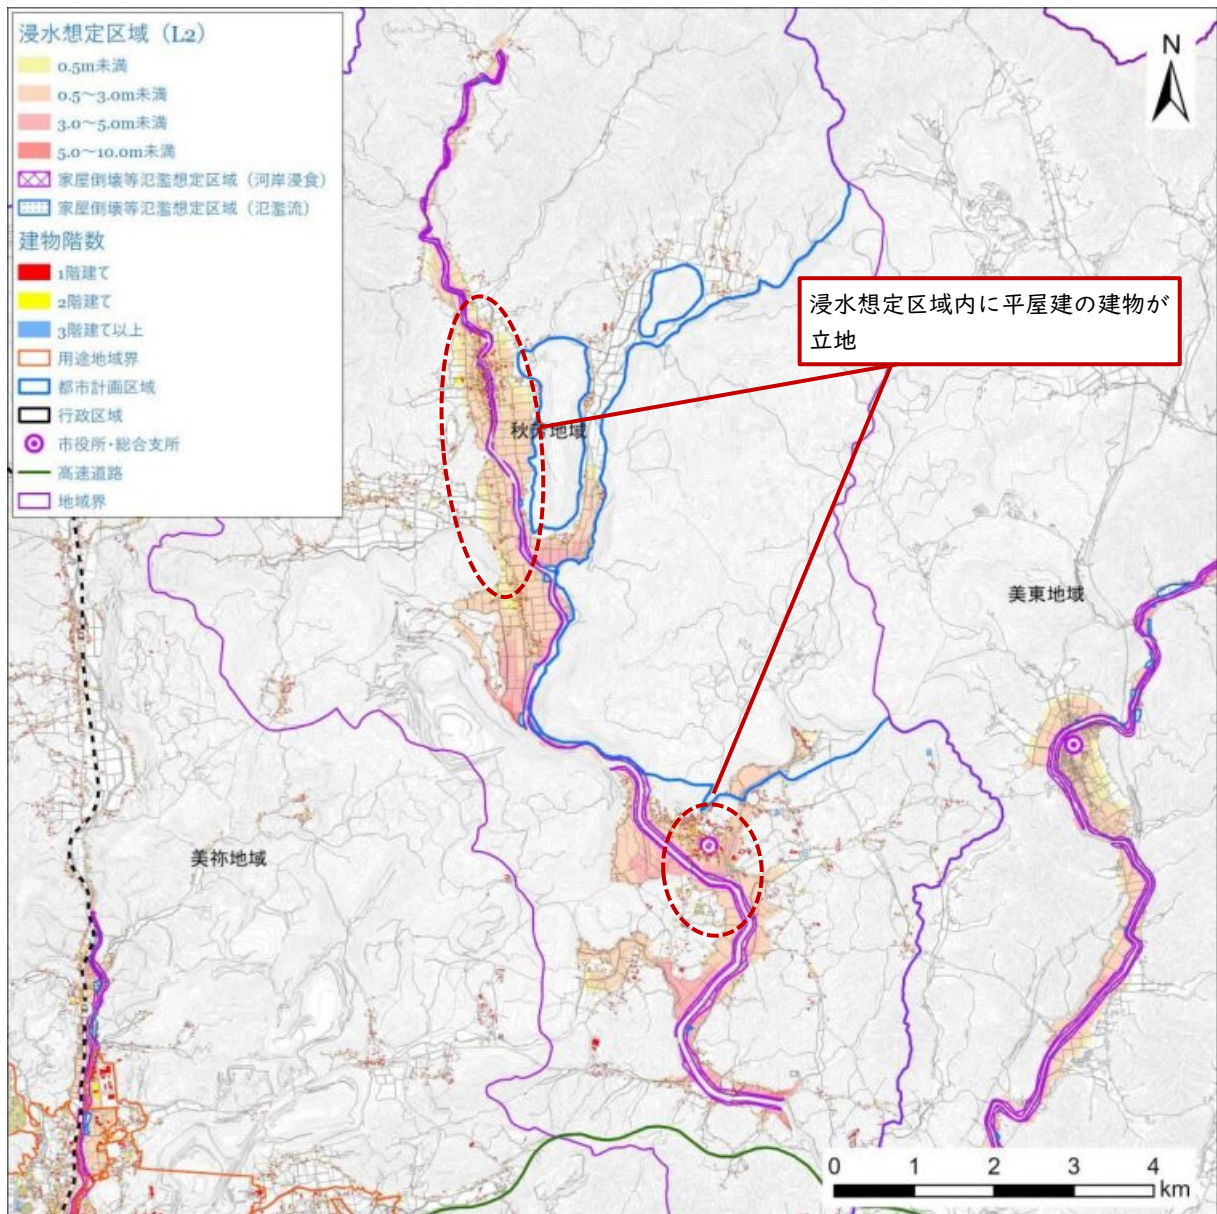 浸水想定区域（L2）
0.5m未満
0.5～3.0m未満
3.0～5.0m未満
5.0～10.0m未満
家屋倒壊等氾濫想定区域（河岸浸食）
家屋倒壊等氾濫想定区域（氾濫流）
建物階数
1階建て
2階建て
3階建て以上
用途地域界
都市計画区域
行政区域
市役所・総合支所
高速道路
地域界
N
浸水想定区域内に平屋建の建物が
立地
秋芳地域
美東地域
美祢地域
0 1 2 3 4
km